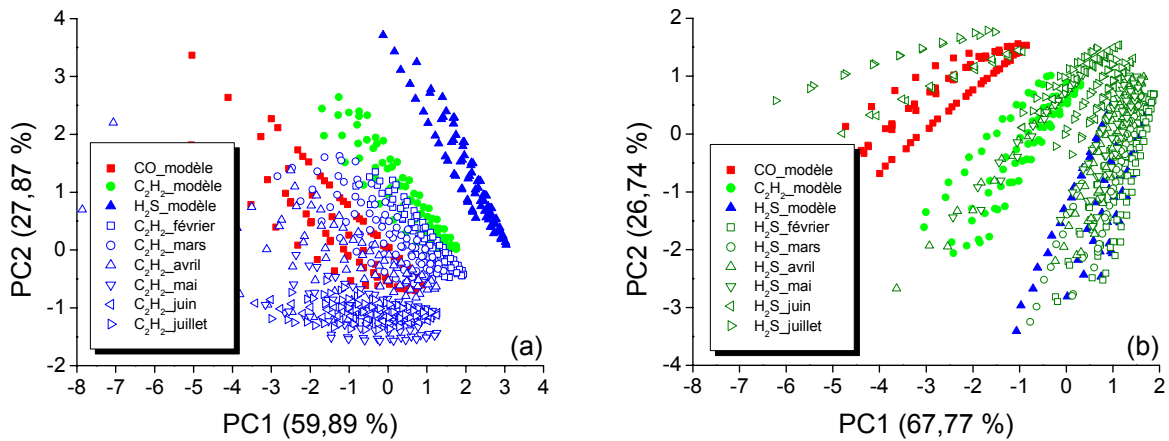 4
3
2
1
0
-1
-2
PC2 (27,87 %)
CO_modèle
C2H2_modèle
H2S_modèle
C2H2_février
C2H2_mars
C2H2_avril
C2H2_mai
C2H2_juin
C2H2_juillet
(a)
-8 -7 -6 -5 -4 -3 -2 -1 0 1 2 3 4
PC1 (59,89 %)
2
0
-2
-4
PC2 (26,74 %)
CO_modèle
C2H2_modèle
H2S_modèle
H2S_février
H2S_mars
H2S_avril
H2S_mai
H2S_juin
H2S_juillet
(b)
-8 -7 -6 -5 -4 -3 -2 -1 0 1 2
PC1 (67,77 %)